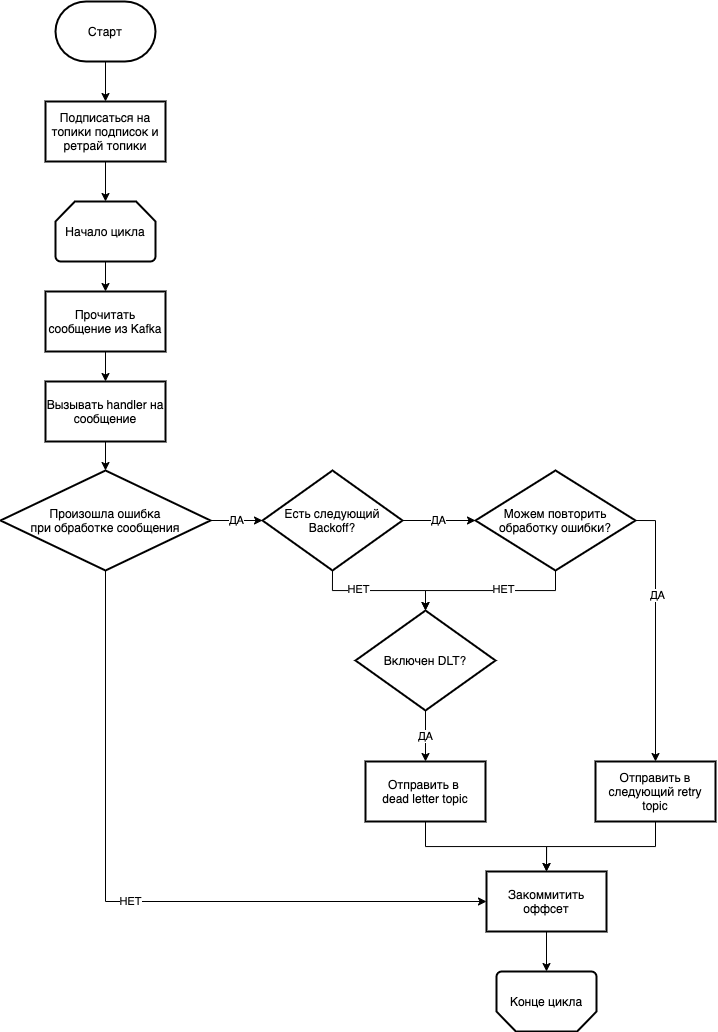 Старт
Подписаться на
топики подписок и
ретрай топики
Начало цикла
Прочитать
сообщение из Kafka
Вызывать handler на
сообщение
Произошла ошибка
при обработке сообщения
ДА
Есть следующий
Backoff?
ДА
Можем повторить
обработку ошибки?
НЕТ
НЕТ
ДА
Включен DLT?
ДА
Отправить в
dead letter topic
Отправить в
следующий retry
topic
НЕТ
Закоммитить
оффсет
Конце цикла